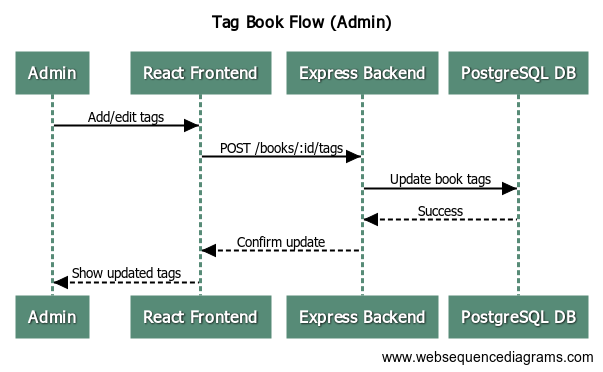 Tag Book Flow (Admin)
Admin React Frontend Express Backend PostgreSQL DB
Add/edit tags
POST /books/:id/tags
Update book tags
Success
Confirm update
Show updated tags
Admin React Frontend Express Backend PostgreSQL DB
www.websequencediagrams.com